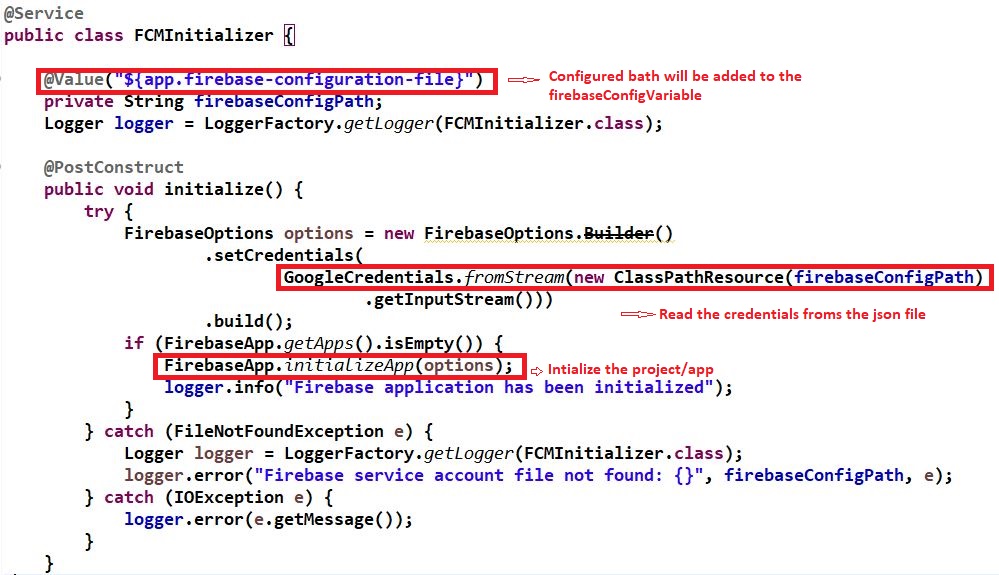 @Service
public class FCMInitializer {
@Value("${app.firebase-configuration-file}")
Configured bath will be added to the
firebaseConfigVariable
private String firebaseConfigPath;
Logger logger = LoggerFactory.getLogger(FCMInitializer.class);
@PostConstruct
public void initialize() {
try {
FirebaseOptions options = new FirebaseOptions.Builder()
.setCredentials(
GoogleCredentials.fromStream(new ClassPathResource(firebaseConfigPath)
.getInputStream()))
Read the credentials froms the json file
.build();
if (FirebaseApp.getApps().isEmpty()) {
FirebaseApp.initializeApp(options);
Intialize the project/app
logger.info("Firebase application has been initialized");
}
} catch (FileNotFoundException e) {
Logger logger = LoggerFactory.getLogger(FCMInitializer.class);
logger.error("Firebase service account file not found: {}", firebaseConfigPath, e);
} catch (IOException e) {
logger.error(e.getMessage());
}
}